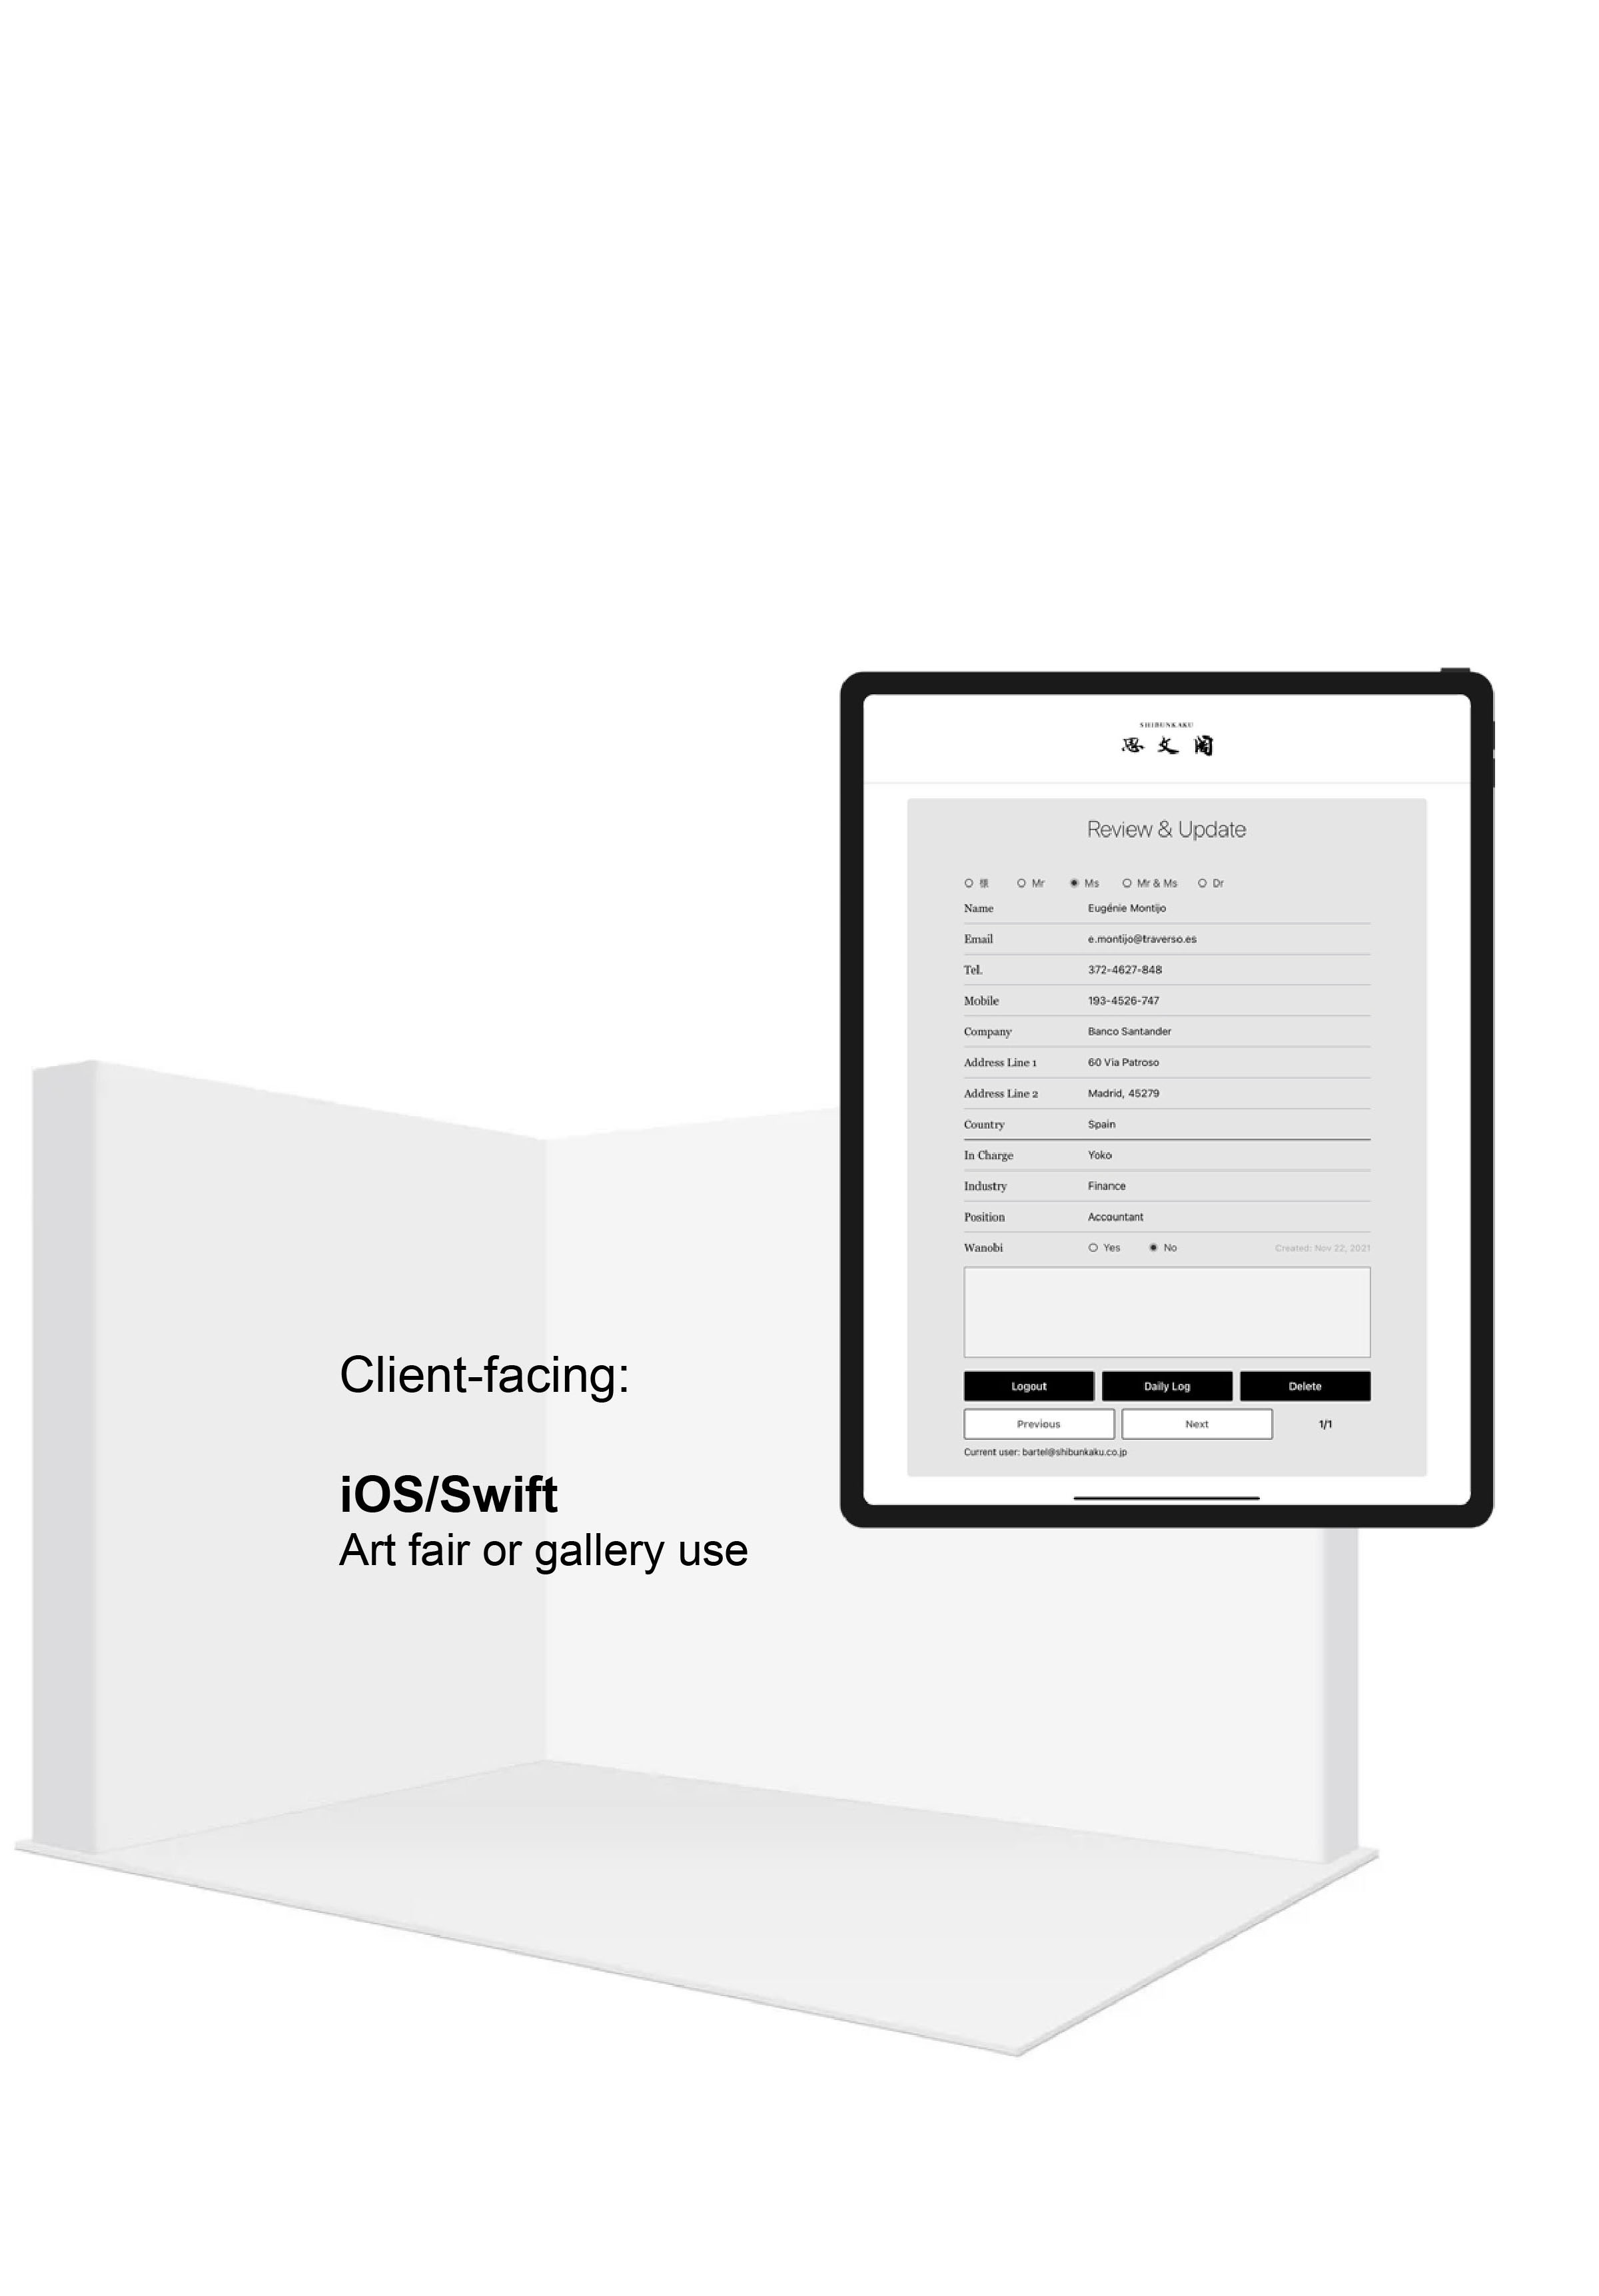 SHIBUNKAKU
思文閣
Review & Update
様 Mr Ms Mr & Ms Dr
Name Eugénie Montijo
Email e.montijo@traverso.es
Tel. 372-4627-848
Mobile 193-4526-747
Company Banco Santander
Address Line 1 60 Via Patroso
Address Line 2 Madrid, 45279
Country Spain
In Charge Yoko
Industry Finance
Position Accountant
Wanobi Yes No Created: Nov 22, 2021
Logout Daily Log Delete
Previous Next 1/1
Current user: bartel@shibunkaku.co.jp
Client-facing:
iOS/Swift
Art fair or gallery use